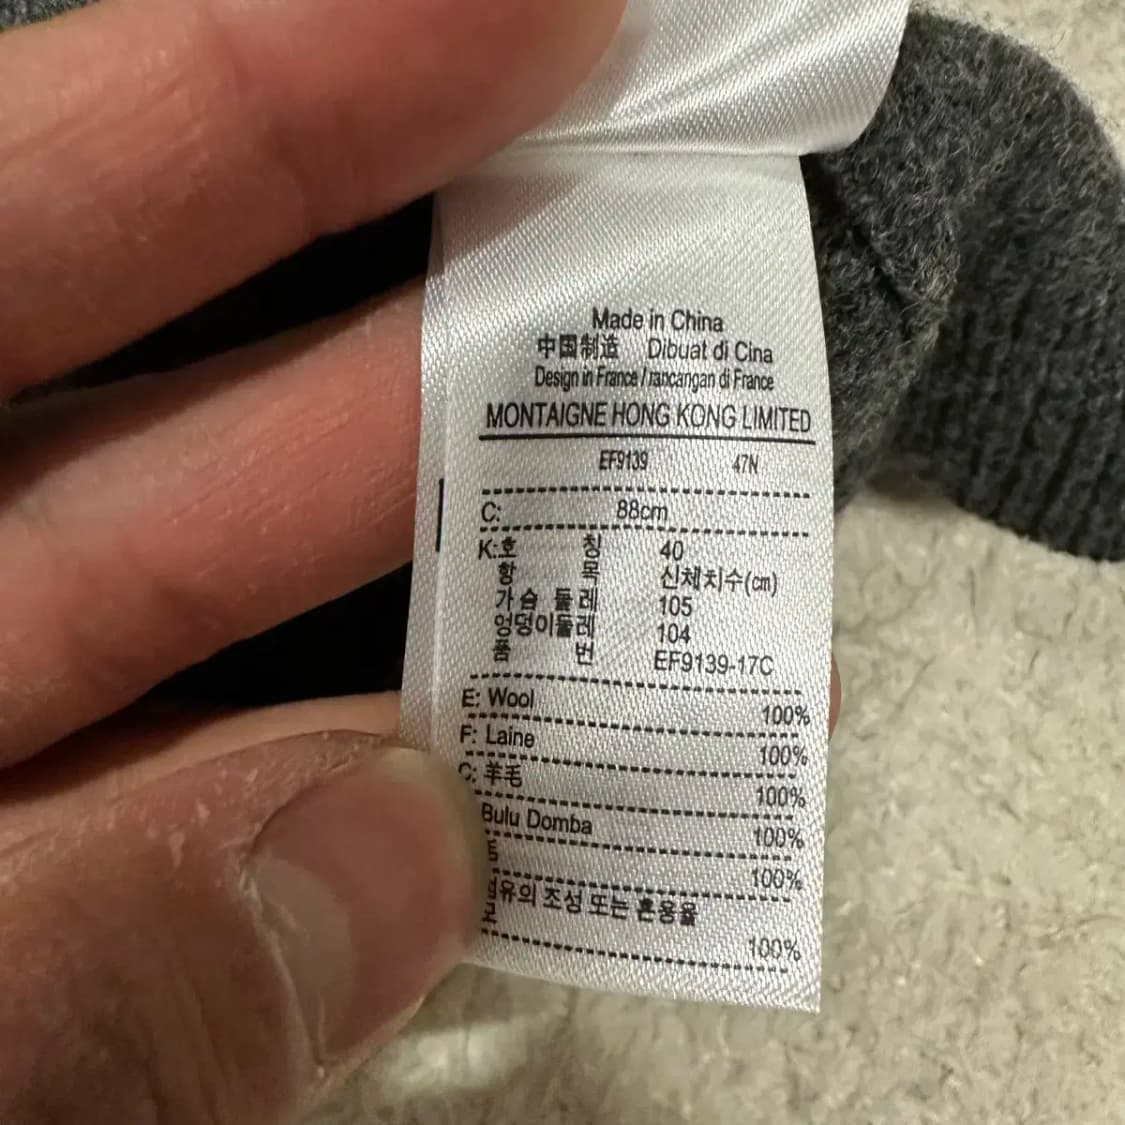 Made in China
中国制造 Dibuat di Cina
Design in France / rancangan di France
MONTAIGNE HONG KONG LIMITED
EF9139 47N
C: 88cm
K:호 칭 40
항 목 신체치수(㎝)
가슴 둘레 105
엉덩이둘레 104
품 번 EF9139-17C
E: Wool 100%
F: Laine 100%
C: 羊毛 100%
Bulu Domba 100%
毛 100%
섬유의 조성 또는 혼용율
모 100%